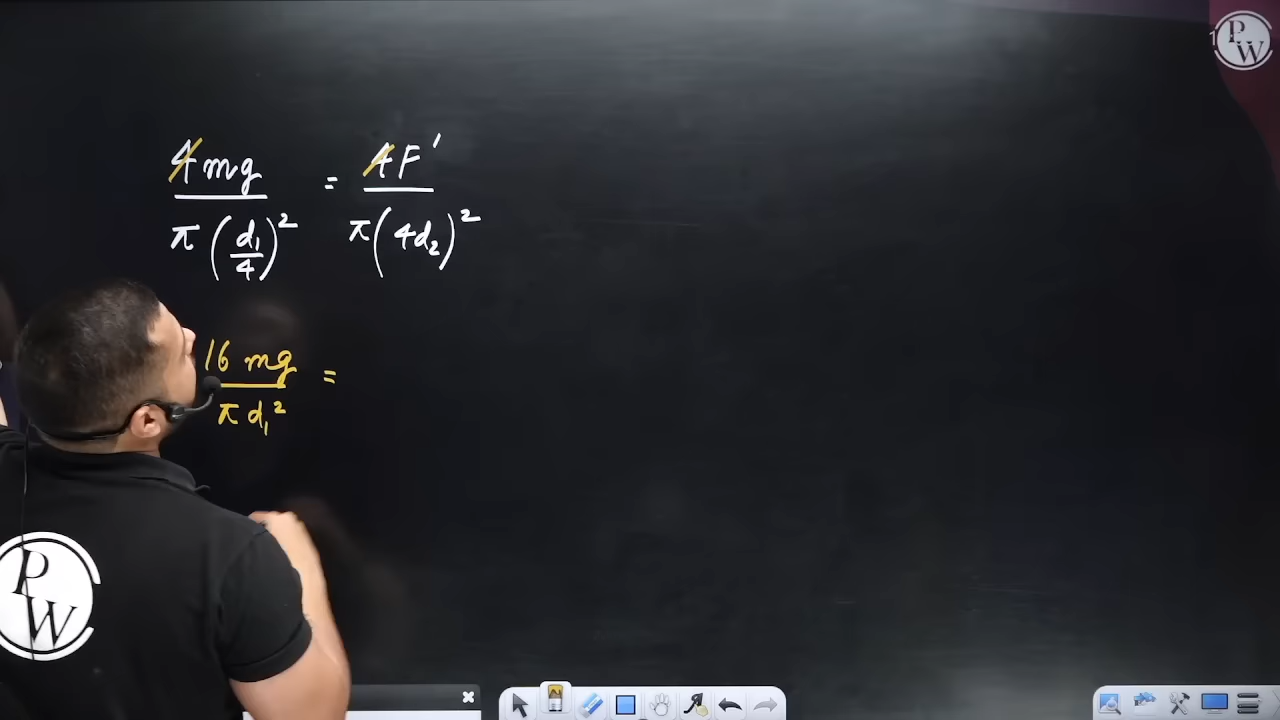 PW
4mg / π(d₁/4)² = 4F' / π(4d₂)²
16 mg / πd₁² =
PW